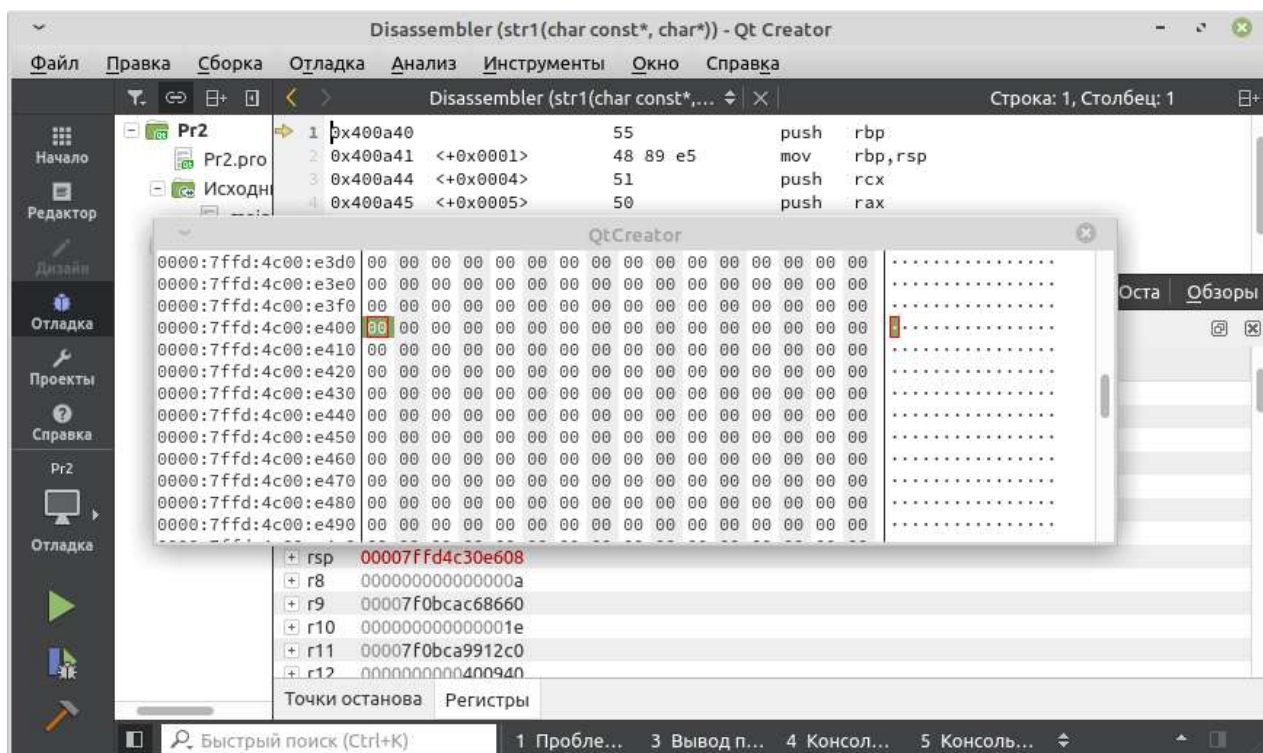 Disassembler (str1(char const*, char*)) - Qt Creator
Файл Правка Сборка Отладка Анализ Инструменты Окно Справка
Disassembler (str1(char const*,... Строка: 1, Столбец: 1
Начало
Редактор
Дизайн
Отладка
Проекты
Справка
Pr2
Отладка
Pr2
Pr2.pro
Исходн
1 0x400a40 55 push rbp
2 0x400a41 <+0x0001> 48 89 e5 mov rbp,rsp
3 0x400a44 <+0x0004> 51 push rcx
4 0x400a45 <+0x0005> 50 push rax
QtCreator
0000:7ffd:4c00:e3d0 00 00 00 00 00 00 00 00 00 00 00 00 00 00 00 00 ................
0000:7ffd:4c00:e3e0 00 00 00 00 00 00 00 00 00 00 00 00 00 00 00 00 ................
0000:7ffd:4c00:e3f0 00 00 00 00 00 00 00 00 00 00 00 00 00 00 00 00 ................
0000:7ffd:4c00:e400 00 00 00 00 00 00 00 00 00 00 00 00 00 00 00 00 ................
0000:7ffd:4c00:e410 00 00 00 00 00 00 00 00 00 00 00 00 00 00 00 00 ................
0000:7ffd:4c00:e420 00 00 00 00 00 00 00 00 00 00 00 00 00 00 00 00 ................
0000:7ffd:4c00:e430 00 00 00 00 00 00 00 00 00 00 00 00 00 00 00 00 ................
0000:7ffd:4c00:e440 00 00 00 00 00 00 00 00 00 00 00 00 00 00 00 00 ................
0000:7ffd:4c00:e450 00 00 00 00 00 00 00 00 00 00 00 00 00 00 00 00 ................
0000:7ffd:4c00:e460 00 00 00 00 00 00 00 00 00 00 00 00 00 00 00 00 ................
0000:7ffd:4c00:e470 00 00 00 00 00 00 00 00 00 00 00 00 00 00 00 00 ................
0000:7ffd:4c00:e480 00 00 00 00 00 00 00 00 00 00 00 00 00 00 00 00 ................
0000:7ffd:4c00:e490 00 00 00 00 00 00 00 00 00 00 00 00 00 00 00 00 ................
Оста Обзоры
rsp 00007ffd4c30e608
r8 000000000000000a
r9 00007f0bcac68660
r10 000000000000001e
r11 00007f0bca9912c0
r12 0000000000400940
Точки останова Регистры
Быстрый поиск (Ctrl+K) 1 Пробле... 3 Вывод п... 4 Консол... 5 Консоль...